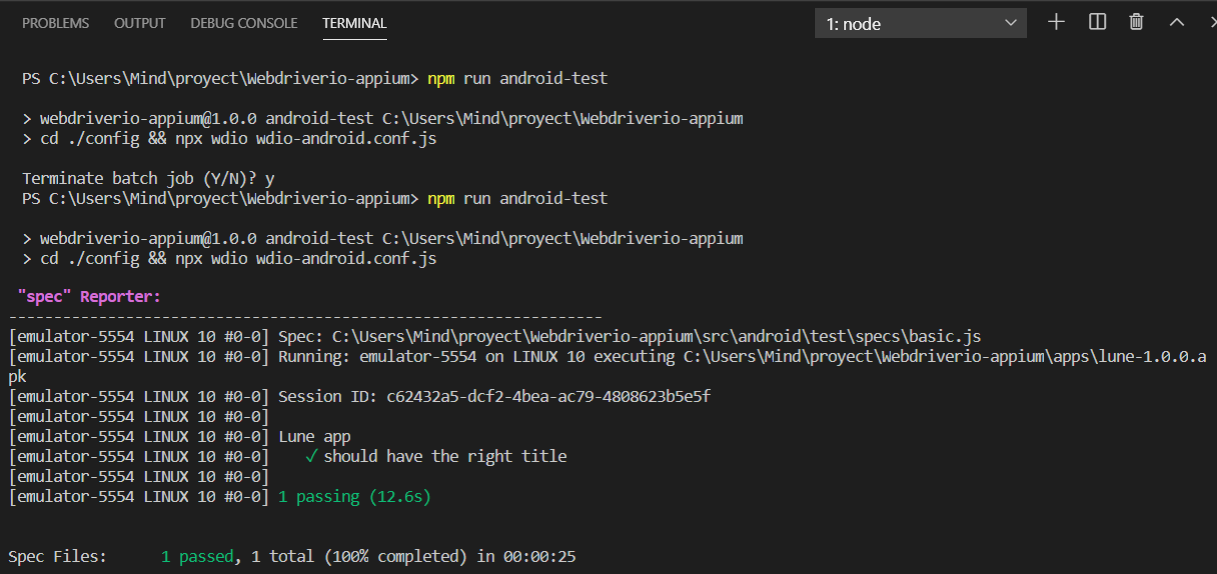 PROBLEMS OUTPUT DEBUG CONSOLE TERMINAL 1: node
PS C:\Users\Mind\proyect\Webdriverio-appium> npm run android-test
> webdriverio-appium@1.0.0 android-test C:\Users\Mind\proyect\Webdriverio-appium
> cd ./config && npx wdio wdio-android.conf.js
Terminate batch job (Y/N)? y
PS C:\Users\Mind\proyect\Webdriverio-appium> npm run android-test
> webdriverio-appium@1.0.0 android-test C:\Users\Mind\proyect\Webdriverio-appium
> cd ./config && npx wdio wdio-android.conf.js
"spec" Reporter:
------------------------------------------------------------------
[emulator-5554 LINUX 10 #0-0] Spec: C:\Users\Mind\proyect\Webdriverio-appium\src\android\test\specs\basic.js
[emulator-5554 LINUX 10 #0-0] Running: emulator-5554 on LINUX 10 executing C:\Users\Mind\proyect\Webdriverio-appium\apps\lune-1.0.0.a
pk
[emulator-5554 LINUX 10 #0-0] Session ID: c62432a5-dcf2-4bea-ac79-4808623b5e5f
[emulator-5554 LINUX 10 #0-0]
[emulator-5554 LINUX 10 #0-0] Lune app
[emulator-5554 LINUX 10 #0-0] ✓ should have the right title
[emulator-5554 LINUX 10 #0-0]
[emulator-5554 LINUX 10 #0-0] 1 passing (12.6s)
Spec Files: 1 passed, 1 total (100% completed) in 00:00:25